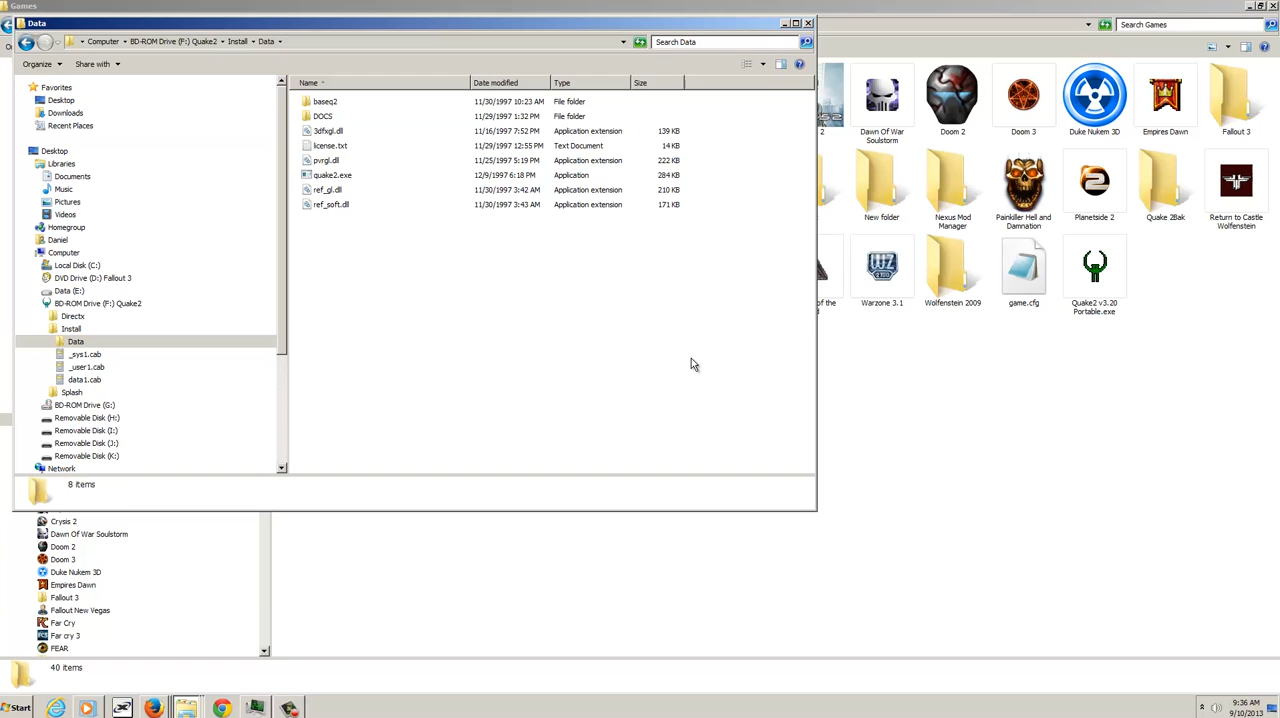 Games
Data
Computer BD-ROM Drive (F:) Quake2 Install Data
Search Data
Search Games
Organize Share with
Favorites
Desktop
Downloads
Recent Places
Desktop
Libraries
Documents
Music
Pictures
Videos
Homegroup
Daniel
Computer
Local Disk (C:)
DVD Drive (D:) Fallout 3
Data (E:)
BD-ROM Drive (F:) Quake2
Directx
Install
Data
_sys1.cab
_user1.cab
data1.cab
Splash
BD-ROM Drive (G:)
Removable Disk (H:)
Removable Disk (I:)
Removable Disk (J:)
Removable Disk (K:)
Network
Name Date modified Type Size
baseq2 11/30/1997 10:23 AM File folder
DOCS 11/29/1997 1:32 PM File folder
3dfxgl.dll 11/16/1997 7:52 PM Application extension 139 KB
license.txt 11/29/1997 12:55 PM Text Document 14 KB
pvrgl.dll 11/25/1997 5:19 PM Application extension 222 KB
quake2.exe 12/9/1997 6:18 PM Application 284 KB
ref_gl.dll 11/30/1997 3:42 AM Application extension 210 KB
ref_soft.dll 11/30/1997 3:43 AM Application extension 171 KB
8 items
2
Dawn Of War
Soulstorm
Doom 2
Doom 3
Duke Nukem 3D
Empires Dawn
Fallout 3
New folder
Nexus Mod
Manager
Painkiller Hell and
Damnation
Planetside 2
Quake 2Bak
Return to Castle
Wolfenstein
of the
Warzone 3.1
Wolfenstein 2009
game.cfg
Quake2 v3.20
Portable.exe
Crysis 2
Dawn Of War Soulstorm
Doom 2
Doom 3
Duke Nukem 3D
Empires Dawn
Fallout 3
Fallout New Vegas
Far Cry
Far cry 3
FEAR
40 items
Start
9:36 AM
9/10/2013